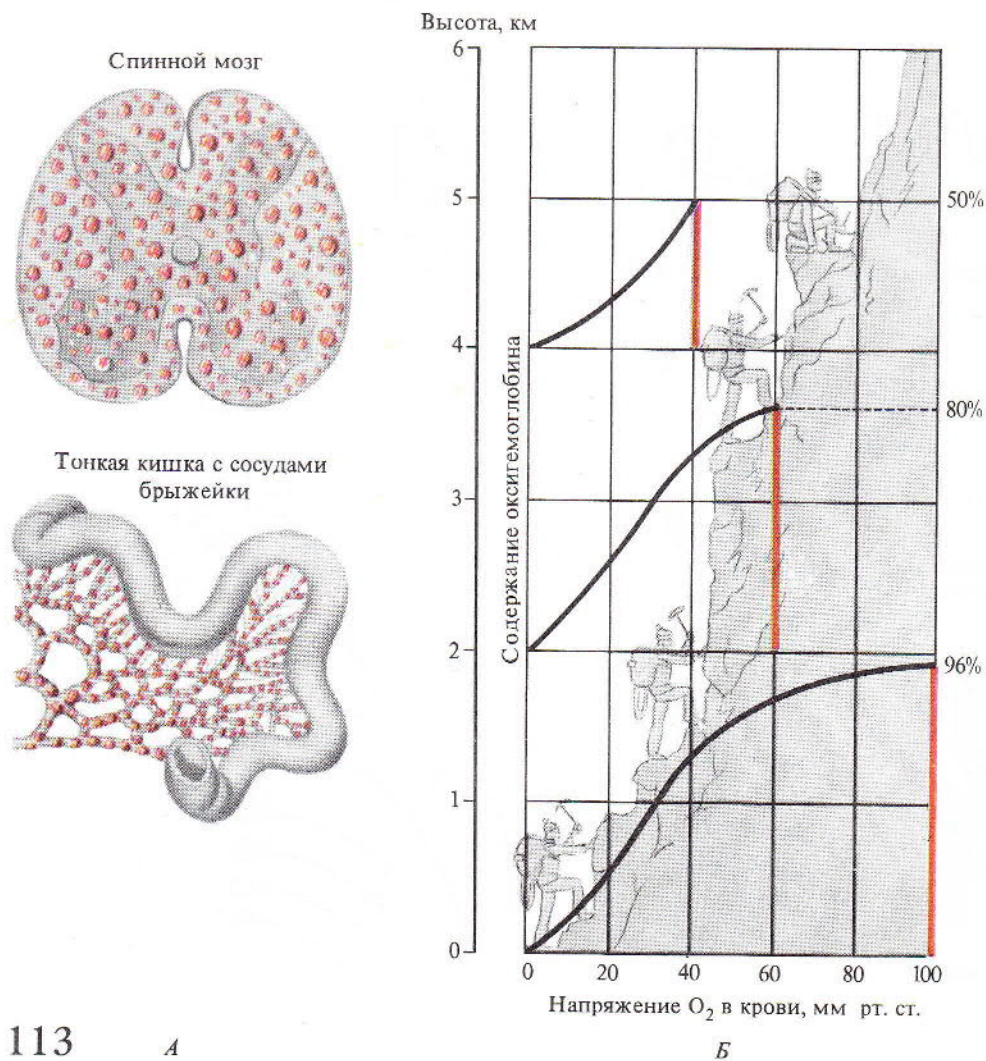 Спинной мозг
Тонкая кишка с сосудами
брыжейки
Высота, км
6
5
4
3
2
1
0
Содержание оксигемоглобина
50%
80%
96%
0 20 40 60 80 100
Напряжение O₂ в крови, мм рт. ст.
113 А Б